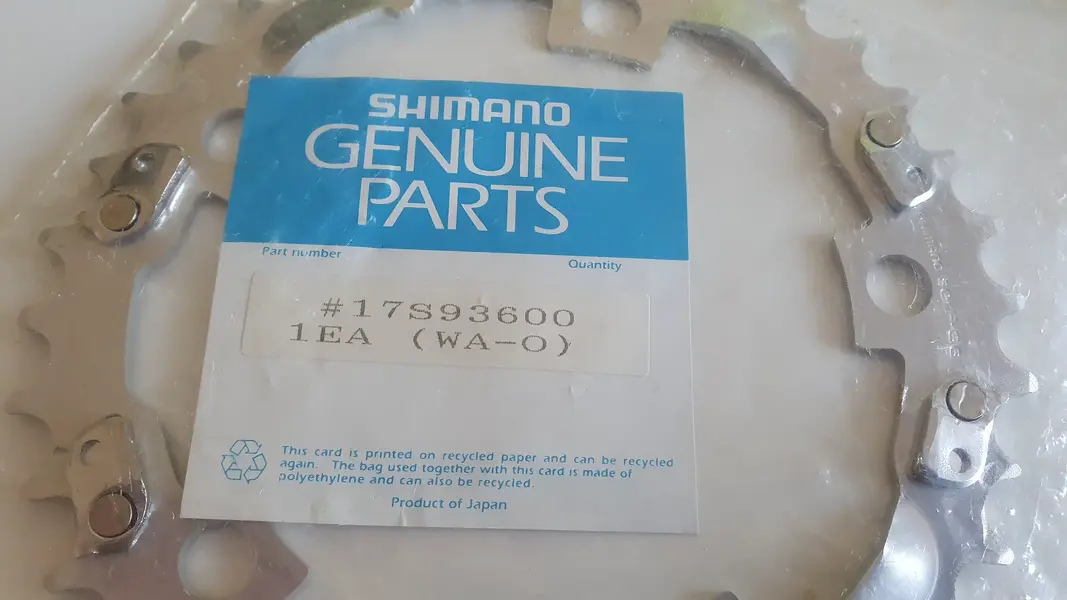 SHIMANO
GENUINE
PARTS
Part number
Quantity
#17S93600
1EA (WA-O)
This card is printed on recycled paper and can be recycled
again. The bag used together with this card is made of
polyethylene and can also be recycled.
Product of Japan